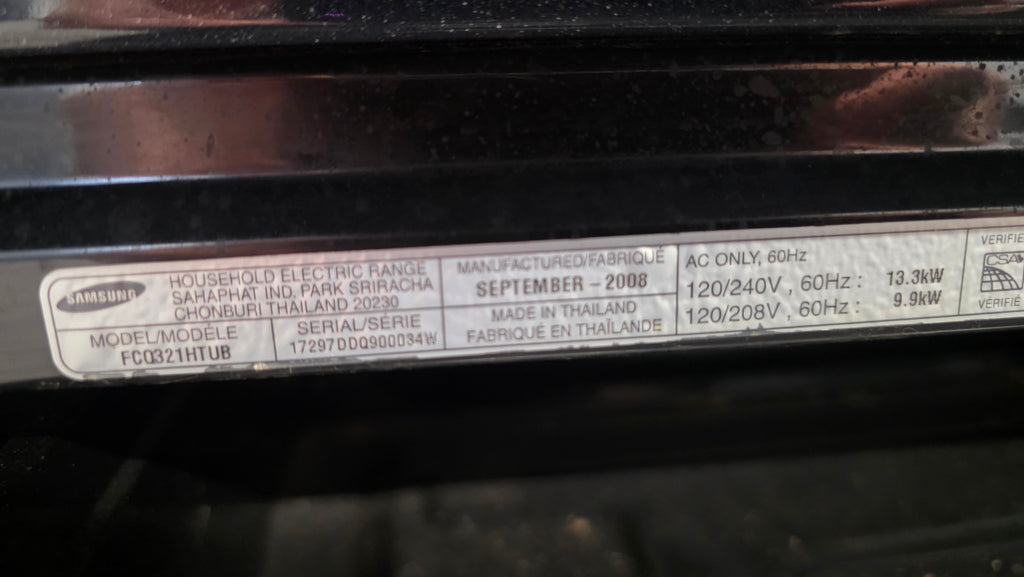 SAMSUNG
HOUSEHOLD ELECTRIC RANGE
SAHAPHAT IND, PARK SRIRACHA
CHONBURI THAILAND 20230
MODEL/MODÈLE
FCQ321HTUB
SERIAL/SÉRIE
17297DDQ900034W
MANUFACTURED/FABRIQUÉ
SEPTEMBER - 2008
MADE IN THAILAND
FABRIQUÉ EN THAÏLANDE
AC ONLY, 60Hz
120/240V , 60Hz : 13.3kW
120/208V , 60Hz : 9.9kW
VERIFIE
CSA
VÉRIFIÉ